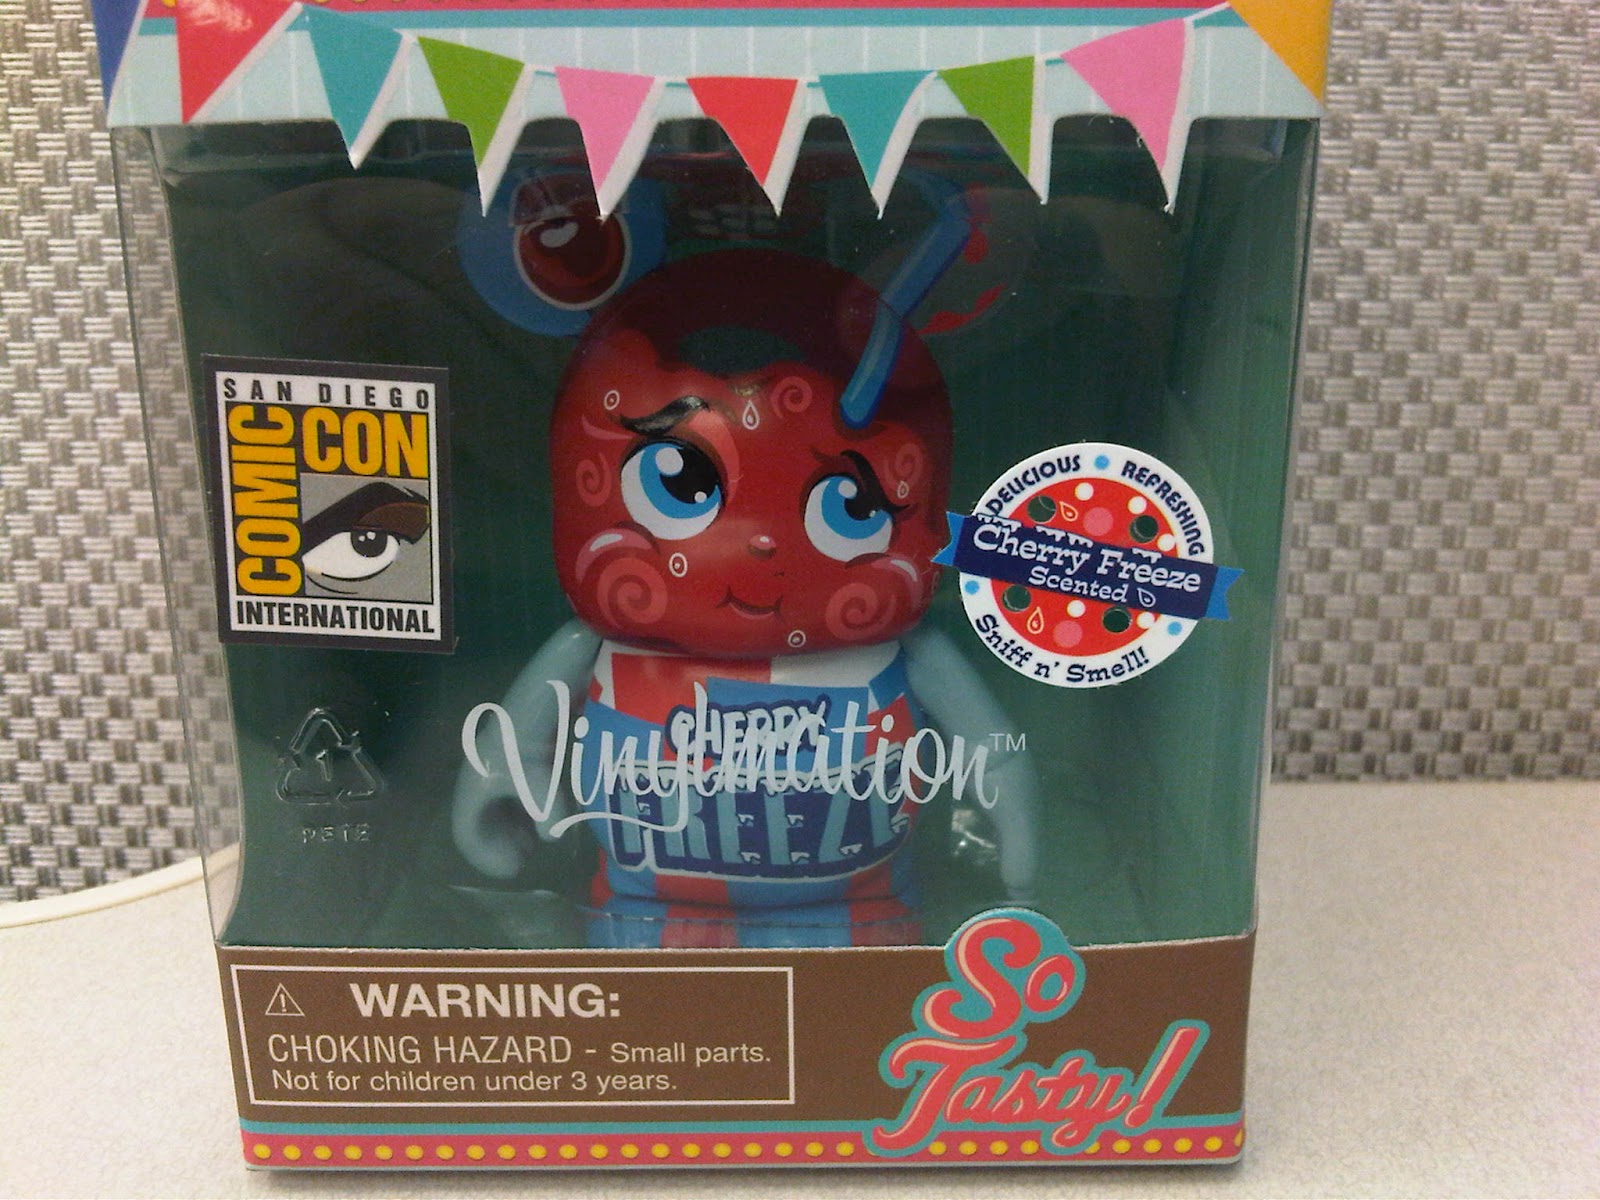 SAN DIEGO
COMIC
CON
INTERNATIONAL
DELICIOUS • REFRESHING
Cherry Freeze
Scented
Sniff n' Smell!
Vinylmation™
CHERRY
FREEZE
1
PETE
So
Tasty!
WARNING:
CHOKING HAZARD - Small parts.
Not for children under 3 years.